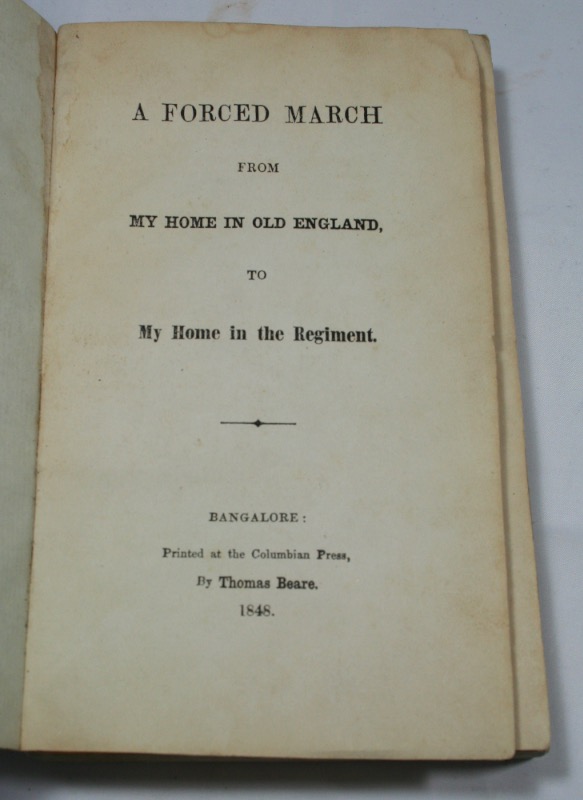 A FORCED MARCH
FROM
MY HOME IN OLD ENGLAND,
TO
My Home in the Regiment.
BANGALORE:
Printed at the Columbian Press,
By Thomas Beare.
1848.